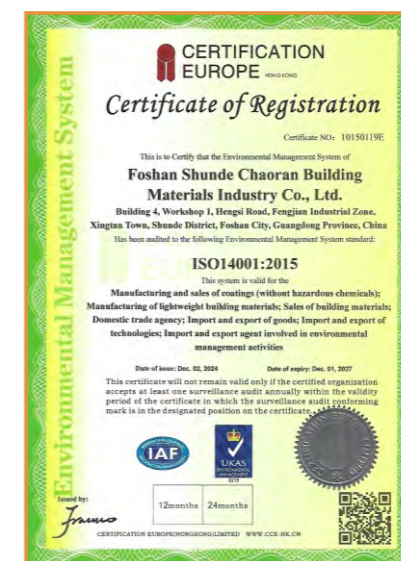 Environmental Management System
CERTIFICATION
EUROPE HONG KONG
Certificate of Registration
Certificate NO: 10150119E
This is to Certify that the Environmental Management System of
Foshan Shunde Chaoran Building
Materials Industry Co., Ltd.
Building 4, Workshop 1, Hengsi Road, Fengjian Industrial Zone,
Xingtan Town, Shunde District, Foshan City, Guangdong Province, China
Has been audited to the following Environmental Management System standard:
ISO14001:2015
This system is valid for the
Manufacturing and sales of coatings (without hazardous chemicals);
Manufacturing of lightweight building materials; Sales of building materials;
Domestic trade agency; Import and export of goods; Import and export of
technologies; Import and export agent involved in environmental
management activities
Date of issue: Dec. 02, 2024 Date of expiry: Dec. 01, 2027
This certificate will not remain valid only if the certified organization
accepts at least one surveillance audit annually within the validity
period of the certificate in which the surveillance audit conforming
mark is in the designated position on the certificate.
IAF
UKAS
ENVIRONMENTAL
MANAGEMENT
Issued by:
12months 24months
CERTIFICATION EUROPE(HONGKONG)LIMITED WWW.CCE-HK.CN